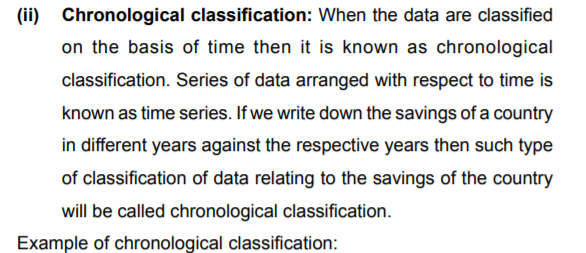 (ii) Chronological classification: When the data are classified
on the basis of time then it is known as chronological
classification. Series of data arranged with respect to time is
known as time series. If we write down the savings of a country
in different years against the respective years then such type
of classification of data relating to the savings of the country
will be called chronological classification.
Example of chronological classification: